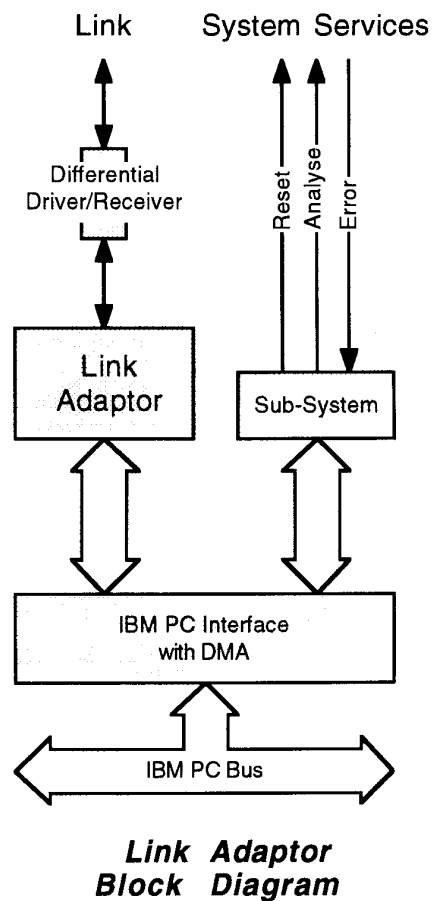 Link
System Services
Differential
Driver/Receiver
Reset
Analyse
Error
Link
Adaptor
Sub-System
IBM PC Interface
with DMA
IBM PC Bus
Link Adaptor
Block Diagram